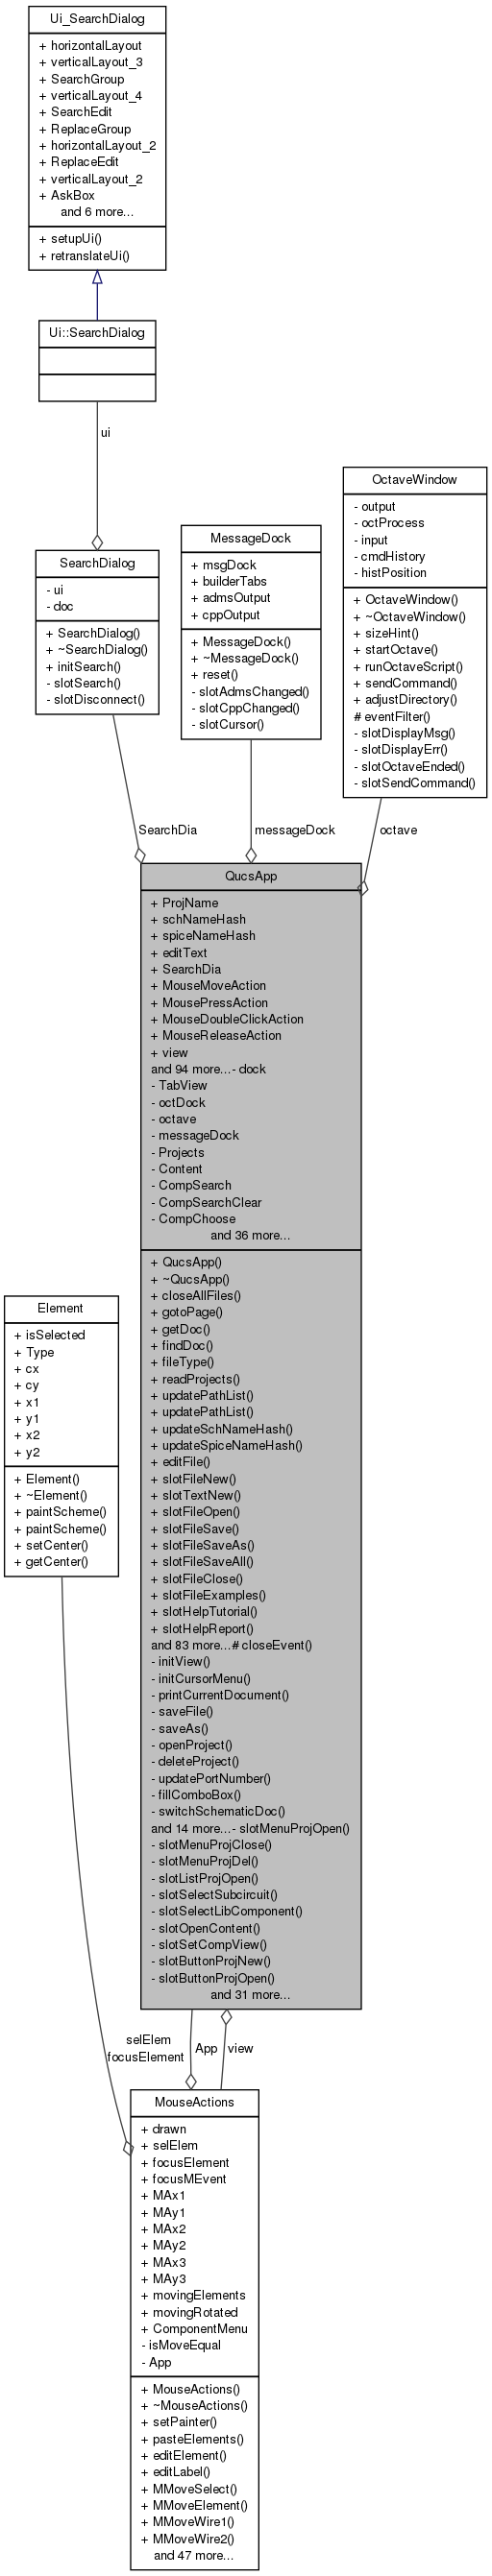 Ui_SearchDialog
+ horizontalLayout
+ verticalLayout_3
+ SearchGroup
+ verticalLayout_4
+ SearchEdit
+ ReplaceGroup
+ horizontalLayout_2
+ ReplaceEdit
+ verticalLayout_2
+ AskBox
and 6 more...
+ setupUi()
+ retranslateUi()
Ui::SearchDialog
ui
SearchDialog
- ui
- doc
+ SearchDialog()
+ ~SearchDialog()
+ initSearch()
- slotSearch()
- slotDisconnect()
MessageDock
+ msgDock
+ builderTabs
+ admsOutput
+ cppOutput
+ MessageDock()
+ ~MessageDock()
+ reset()
- slotAdmsChanged()
- slotCppChanged()
- slotCursor()
OctaveWindow
- output
- octProcess
- input
- cmdHistory
- histPosition
+ OctaveWindow()
+ ~OctaveWindow()
+ sizeHint()
+ startOctave()
+ runOctaveScript()
+ sendCommand()
+ adjustDirectory()
# eventFilter()
- slotDisplayMsg()
- slotDisplayErr()
- slotOctaveEnded()
- slotSendCommand()
SearchDia
messageDock
octave
QucsApp
+ ProjName
+ schNameHash
+ spiceNameHash
+ editText
+ SearchDia
+ MouseMoveAction
+ MousePressAction
+ MouseDoubleClickAction
+ MouseReleaseAction
+ view
and 94 more...- dock
- TabView
- octDock
- octave
- messageDock
- Projects
- Content
- CompSearch
- CompSearchClear
- CompChoose
and 36 more...
+ QucsApp()
+ ~QucsApp()
+ closeAllFiles()
+ gotoPage()
+ getDoc()
+ findDoc()
+ fileType()
+ readProjects()
+ updatePathList()
+ updatePathList()
+ updateSchNameHash()
+ updateSpiceNameHash()
+ editFile()
+ slotFileNew()
+ slotTextNew()
+ slotFileOpen()
+ slotFileSave()
+ slotFileSaveAs()
+ slotFileSaveAll()
+ slotFileClose()
+ slotFileExamples()
+ slotHelpTutorial()
+ slotHelpReport()
and 83 more...# closeEvent()
- initView()
- initCursorMenu()
- printCurrentDocument()
- saveFile()
- saveAs()
- openProject()
- deleteProject()
- updatePortNumber()
- fillComboBox()
- switchSchematicDoc()
and 14 more...- slotMenuProjOpen()
- slotMenuProjClose()
- slotMenuProjDel()
- slotListProjOpen()
- slotSelectSubcircuit()
- slotSelectLibComponent()
- slotOpenContent()
- slotSetCompView()
- slotButtonProjNew()
- slotButtonProjOpen()
and 31 more...
Element
+ isSelected
+ Type
+ cx
+ cy
+ x1
+ y1
+ x2
+ y2
+ Element()
+ ~Element()
+ paintScheme()
+ paintScheme()
+ setCenter()
+ getCenter()
selElem
focusElement
App
view
MouseActions
+ drawn
+ selElem
+ focusElement
+ focusMEvent
+ MAx1
+ MAy1
+ MAx2
+ MAy2
+ MAx3
+ MAy3
+ movingElements
+ movingRotated
+ ComponentMenu
- isMoveEqual
- App
+ MouseActions()
+ ~MouseActions()
+ setPainter()
+ pasteElements()
+ editElement()
+ editLabel()
+ MMoveSelect()
+ MMoveElement()
+ MMoveWire1()
+ MMoveWire2()
and 47 more...